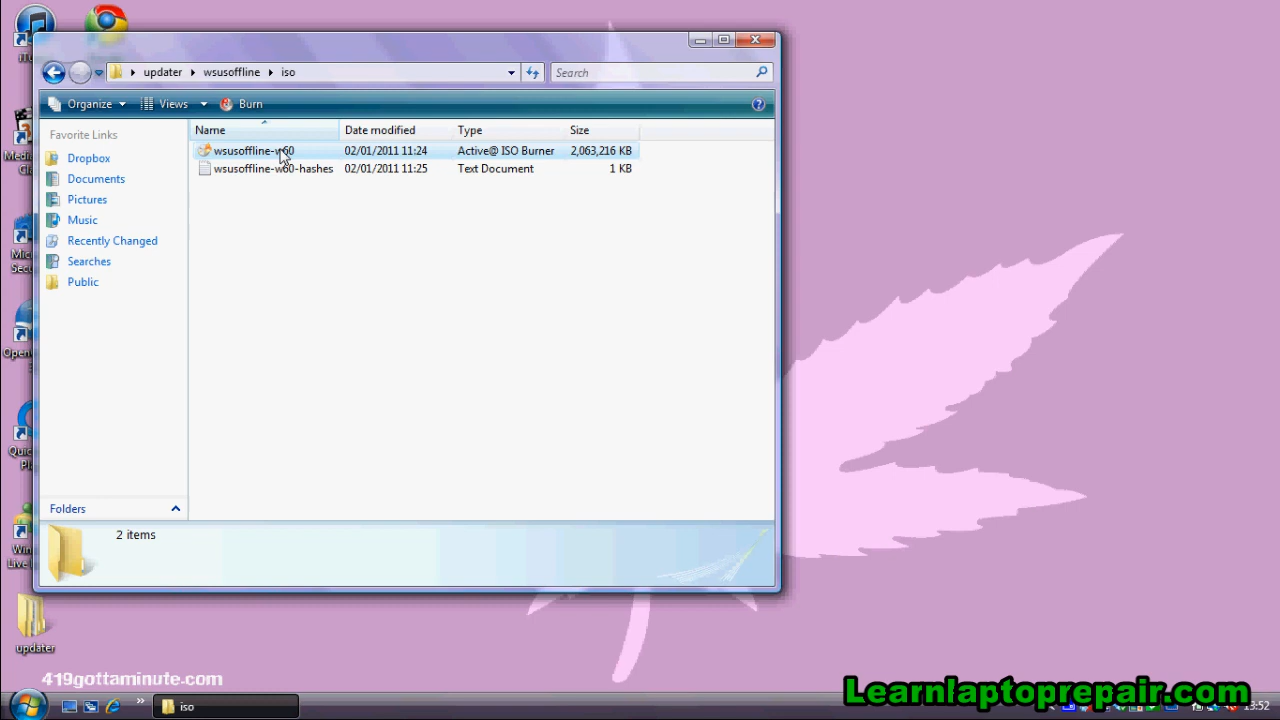 updater wsusoffline iso
Search
Organize Views Burn
Favorite Links
Dropbox
Documents
Pictures
Music
Recently Changed
Searches
Public
Folders
Name Date modified Type Size
wsusoffline-w60 02/01/2011 11:24 Active@ ISO Burner 2,063,216 KB
wsusoffline-w60-hashes 02/01/2011 11:25 Text Document 1 KB
2 items
updater
419gottaminute.com
Learnlaptoprepair.com
iso
13:52